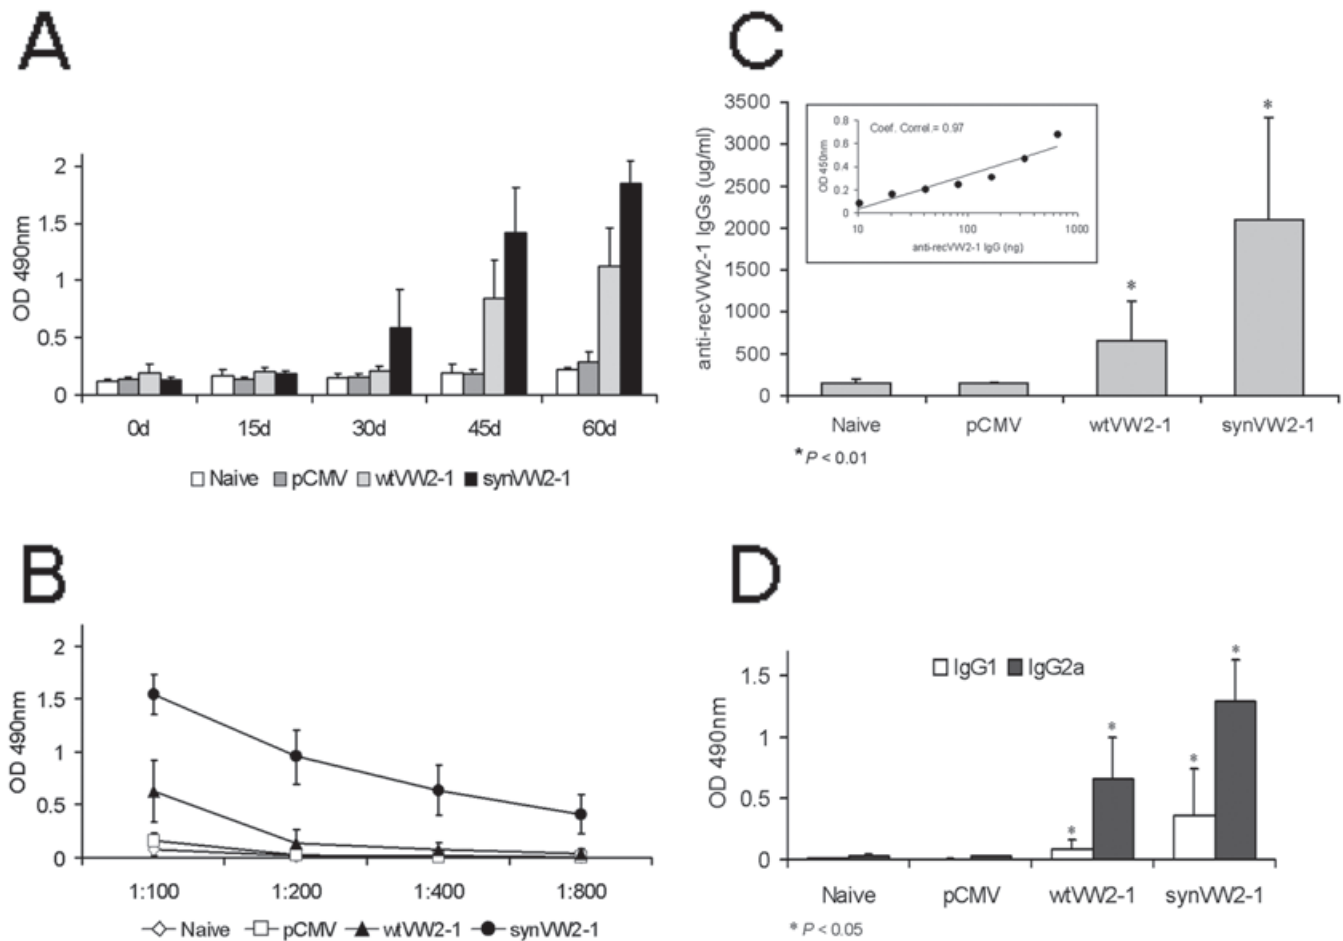 A
OD 490nm
2
1.5
1
0.5
0
0d 15d 30d 45d 60d
Naive pCMV wtVW2-1 synVW2-1
B
OD 490nm
2
1.5
1
0.5
0
1:100 1:200 1:400 1:800
Naive pCMV wtVW2-1 synVW2-1
C
anti-recVW2-1 IgGs (ug/ml)
3500
3000
2500
2000
1500
1000
500
0
Coef. Correl.= 0.97
OD 450nm
0.8
0.6
0.4
0.2
0
10 100 1000
anti-recVW2-1 IgG (ng)
*
*
Naive pCMV wtVW2-1 synVW2-1
* P < 0.01
D
IgG1 IgG2a
OD 490nm
1.5
1
0.5
0
*
*
*
*
Naive pCMV wtVW2-1 synVW2-1
* P < 0.05